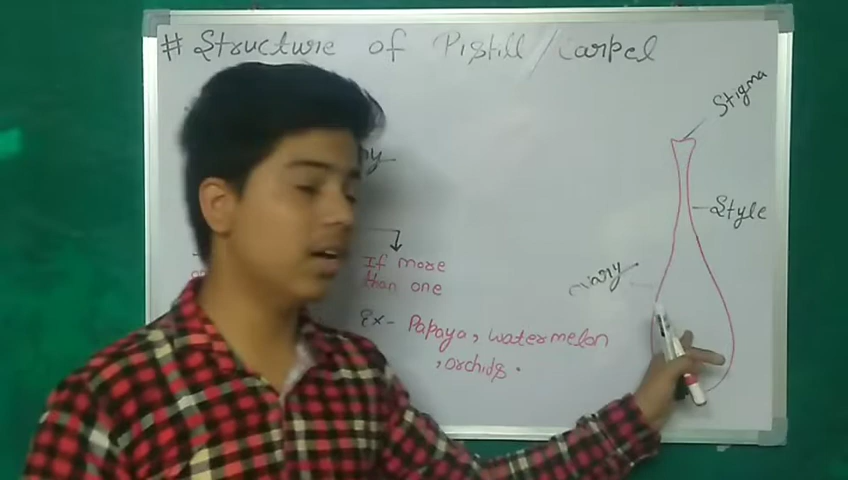 # Structure of Pistill/Carpel
Stigma
Style
ovary
If more
than one
Ex- Papaya, watermelon
, orchids.